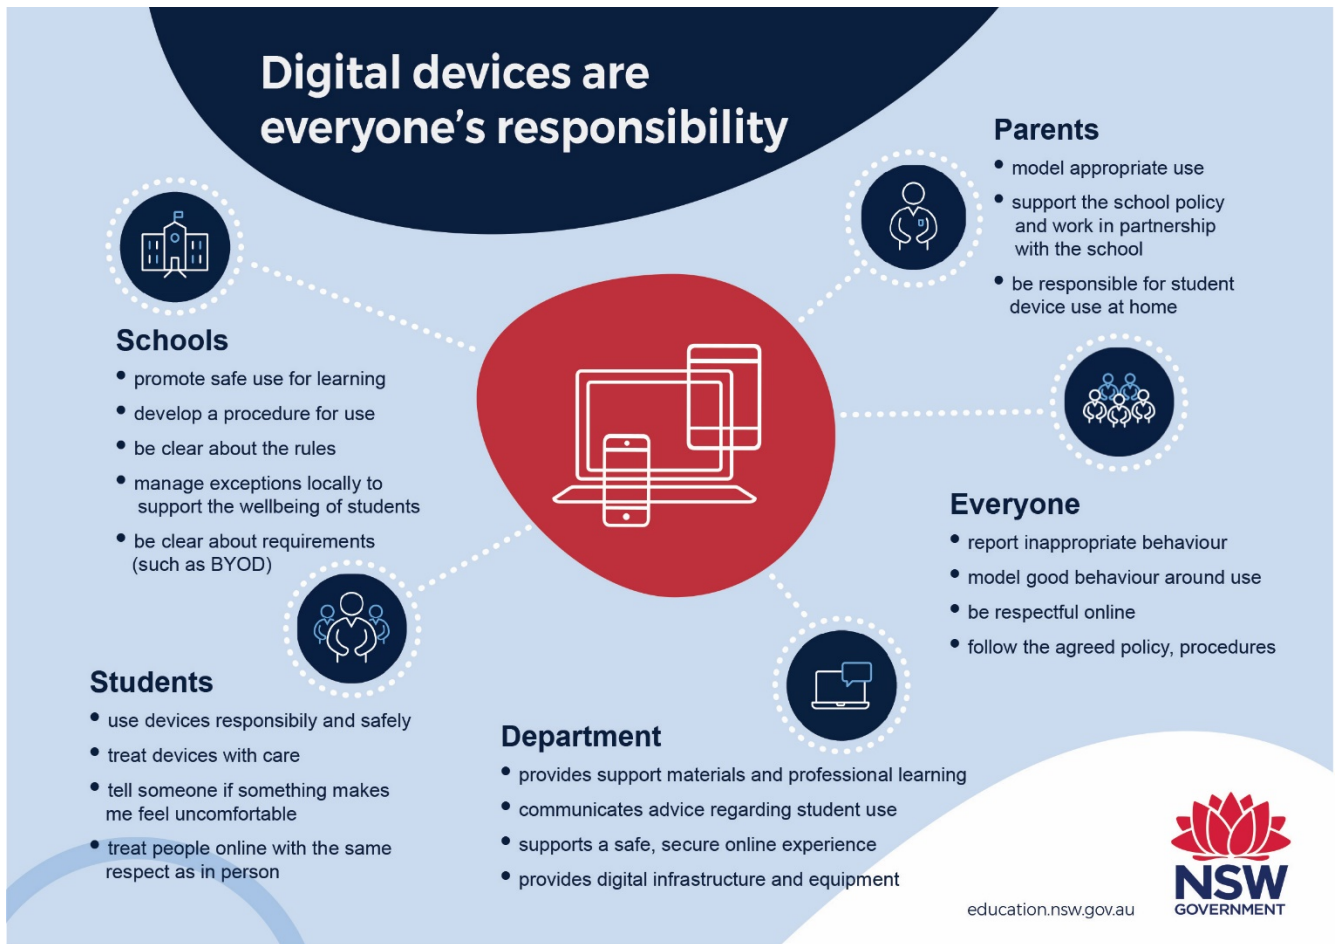 Digital devices are
everyone's responsibility
Schools
• promote safe use for learning
• develop a procedure for use
• be clear about the rules
• manage exceptions locally to
support the wellbeing of students
• be clear about requirements
(such as BYOD)
Students
• use devices responsibily and safely
• treat devices with care
• tell someone if something makes
me feel uncomfortable
• treat people online with the same
respect as in person
Department
• provides support materials and professional learning
• communicates advice regarding student use
• supports a safe, secure online experience
• provides digital infrastructure and equipment
Parents
• model appropriate use
• support the school policy
and work in partnership
with the school
• be responsible for student
device use at home
Everyone
• report inappropriate behaviour
• model good behaviour around use
• be respectful online
• follow the agreed policy, procedures
education.nsw.gov.au
NSW
GOVERNMENT